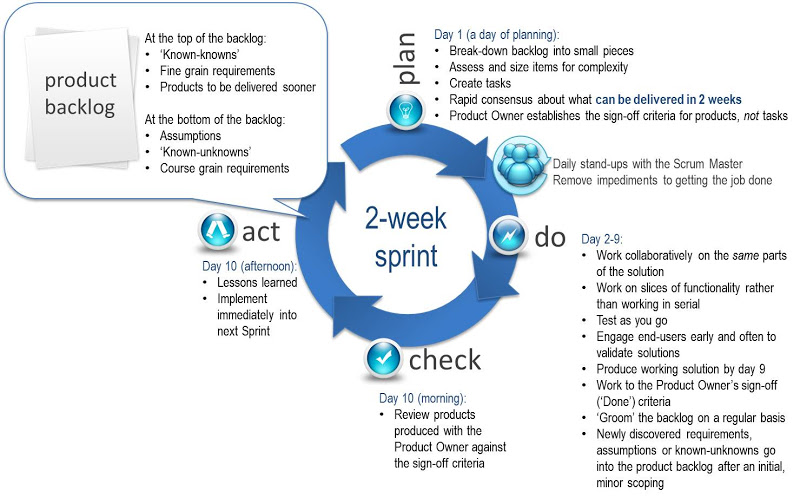 product
backlog
At the top of the backlog:
• ‘Known-knowns’
• Fine grain requirements
• Products to be delivered sooner
At the bottom of the backlog:
• Assumptions
• ‘Known-unknowns’
• Course grain requirements
plan
Day 1 (a day of planning):
• Break-down backlog into small pieces
• Assess and size items for complexity
• Create tasks
• Rapid consensus about what can be delivered in 2 weeks
• Product Owner establishes the sign-off criteria for products, not tasks
Daily stand-ups with the Scrum Master
Remove impediments to getting the job done
2-week
sprint
do
Day 2-9:
• Work collaboratively on the same parts
of the solution
• Work on slices of functionality rather
than working in serial
• Test as you go
• Engage end-users early and often to
validate solutions
• Produce working solution by day 9
• Work to the Product Owner’s sign-off
(‘Done’) criteria
• ‘Groom’ the backlog on a regular basis
• Newly discovered requirements,
assumptions or known-unknowns go
into the product backlog after an initial,
minor scoping
check
Day 10 (morning):
• Review products
produced with the
Product Owner against
the sign-off criteria
act
Day 10 (afternoon):
• Lessons learned
• Implement
immediately into
next Sprint